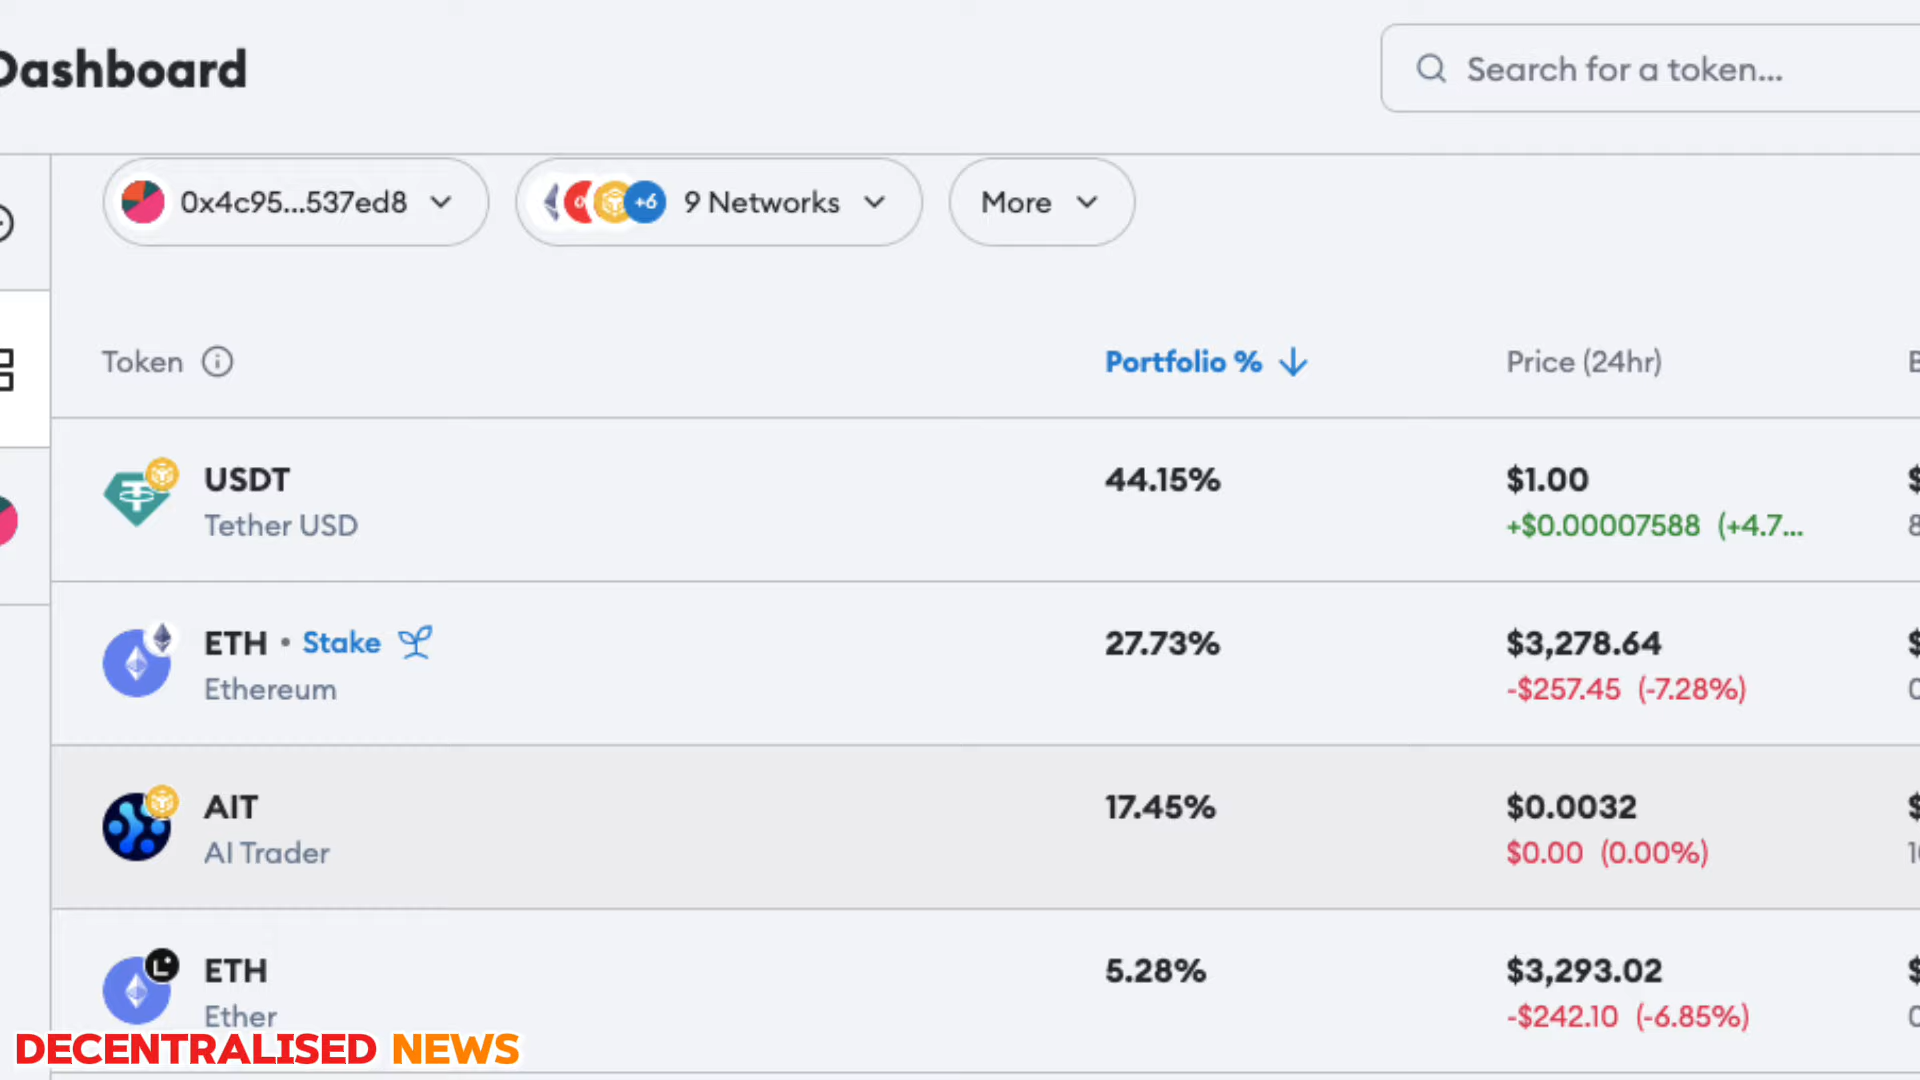 Dashboard
Search for a token...
0x4c95...537ed8
+6
9 Networks
More
Token
Portfolio %
Price (24hr)
USDT
44.15%
$1.00
$
Tether USD
+$0.00007588 (+4.7...
8
ETH • Stake
27.73%
$3,278.64
$
Ethereum
-$257.45 (-7.28%)
AIT
17.45%
$0.0032
$
AI Trader
$0.00 (0.00%)
ETH
5.28%
$3,293.02
$
Ether
-$242.10 (-6.85%)
DECENTRALISED NEWS